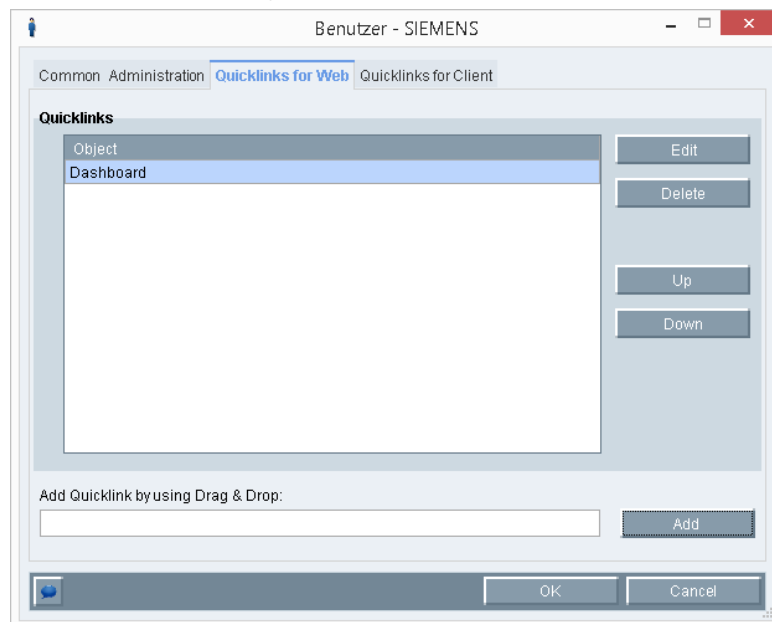 Benutzer - SIEMENS
Common Administration Quicklinks for Web Quicklinks for Client
Quicklinks
Object
Dashboard
Edit
Delete
Up
Down
Add Quicklink by using Drag & Drop:
Add
OK Cancel